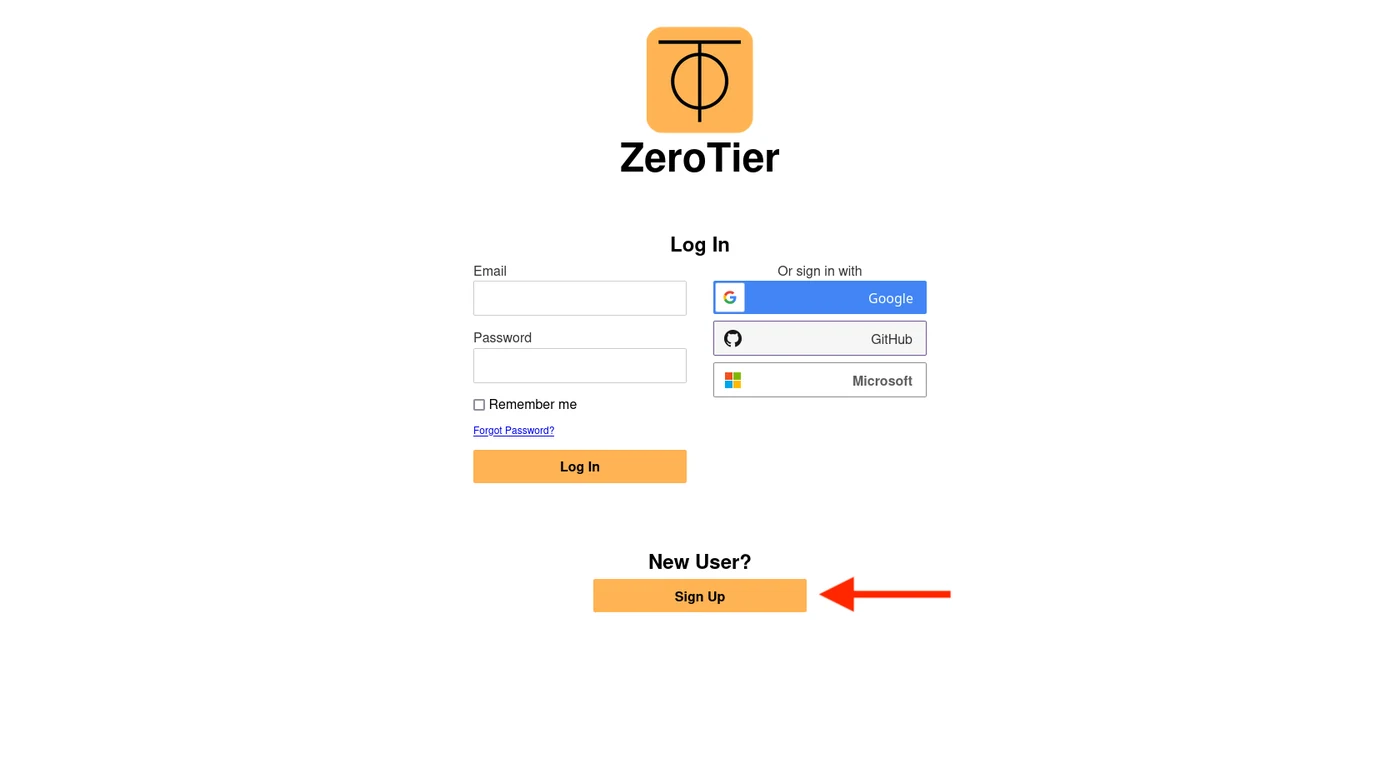 ZeroTier
Log In
Email
Password
Remember me
Forgot Password?
Log In
Or sign in with
Google
GitHub
Microsoft
New User?
Sign Up